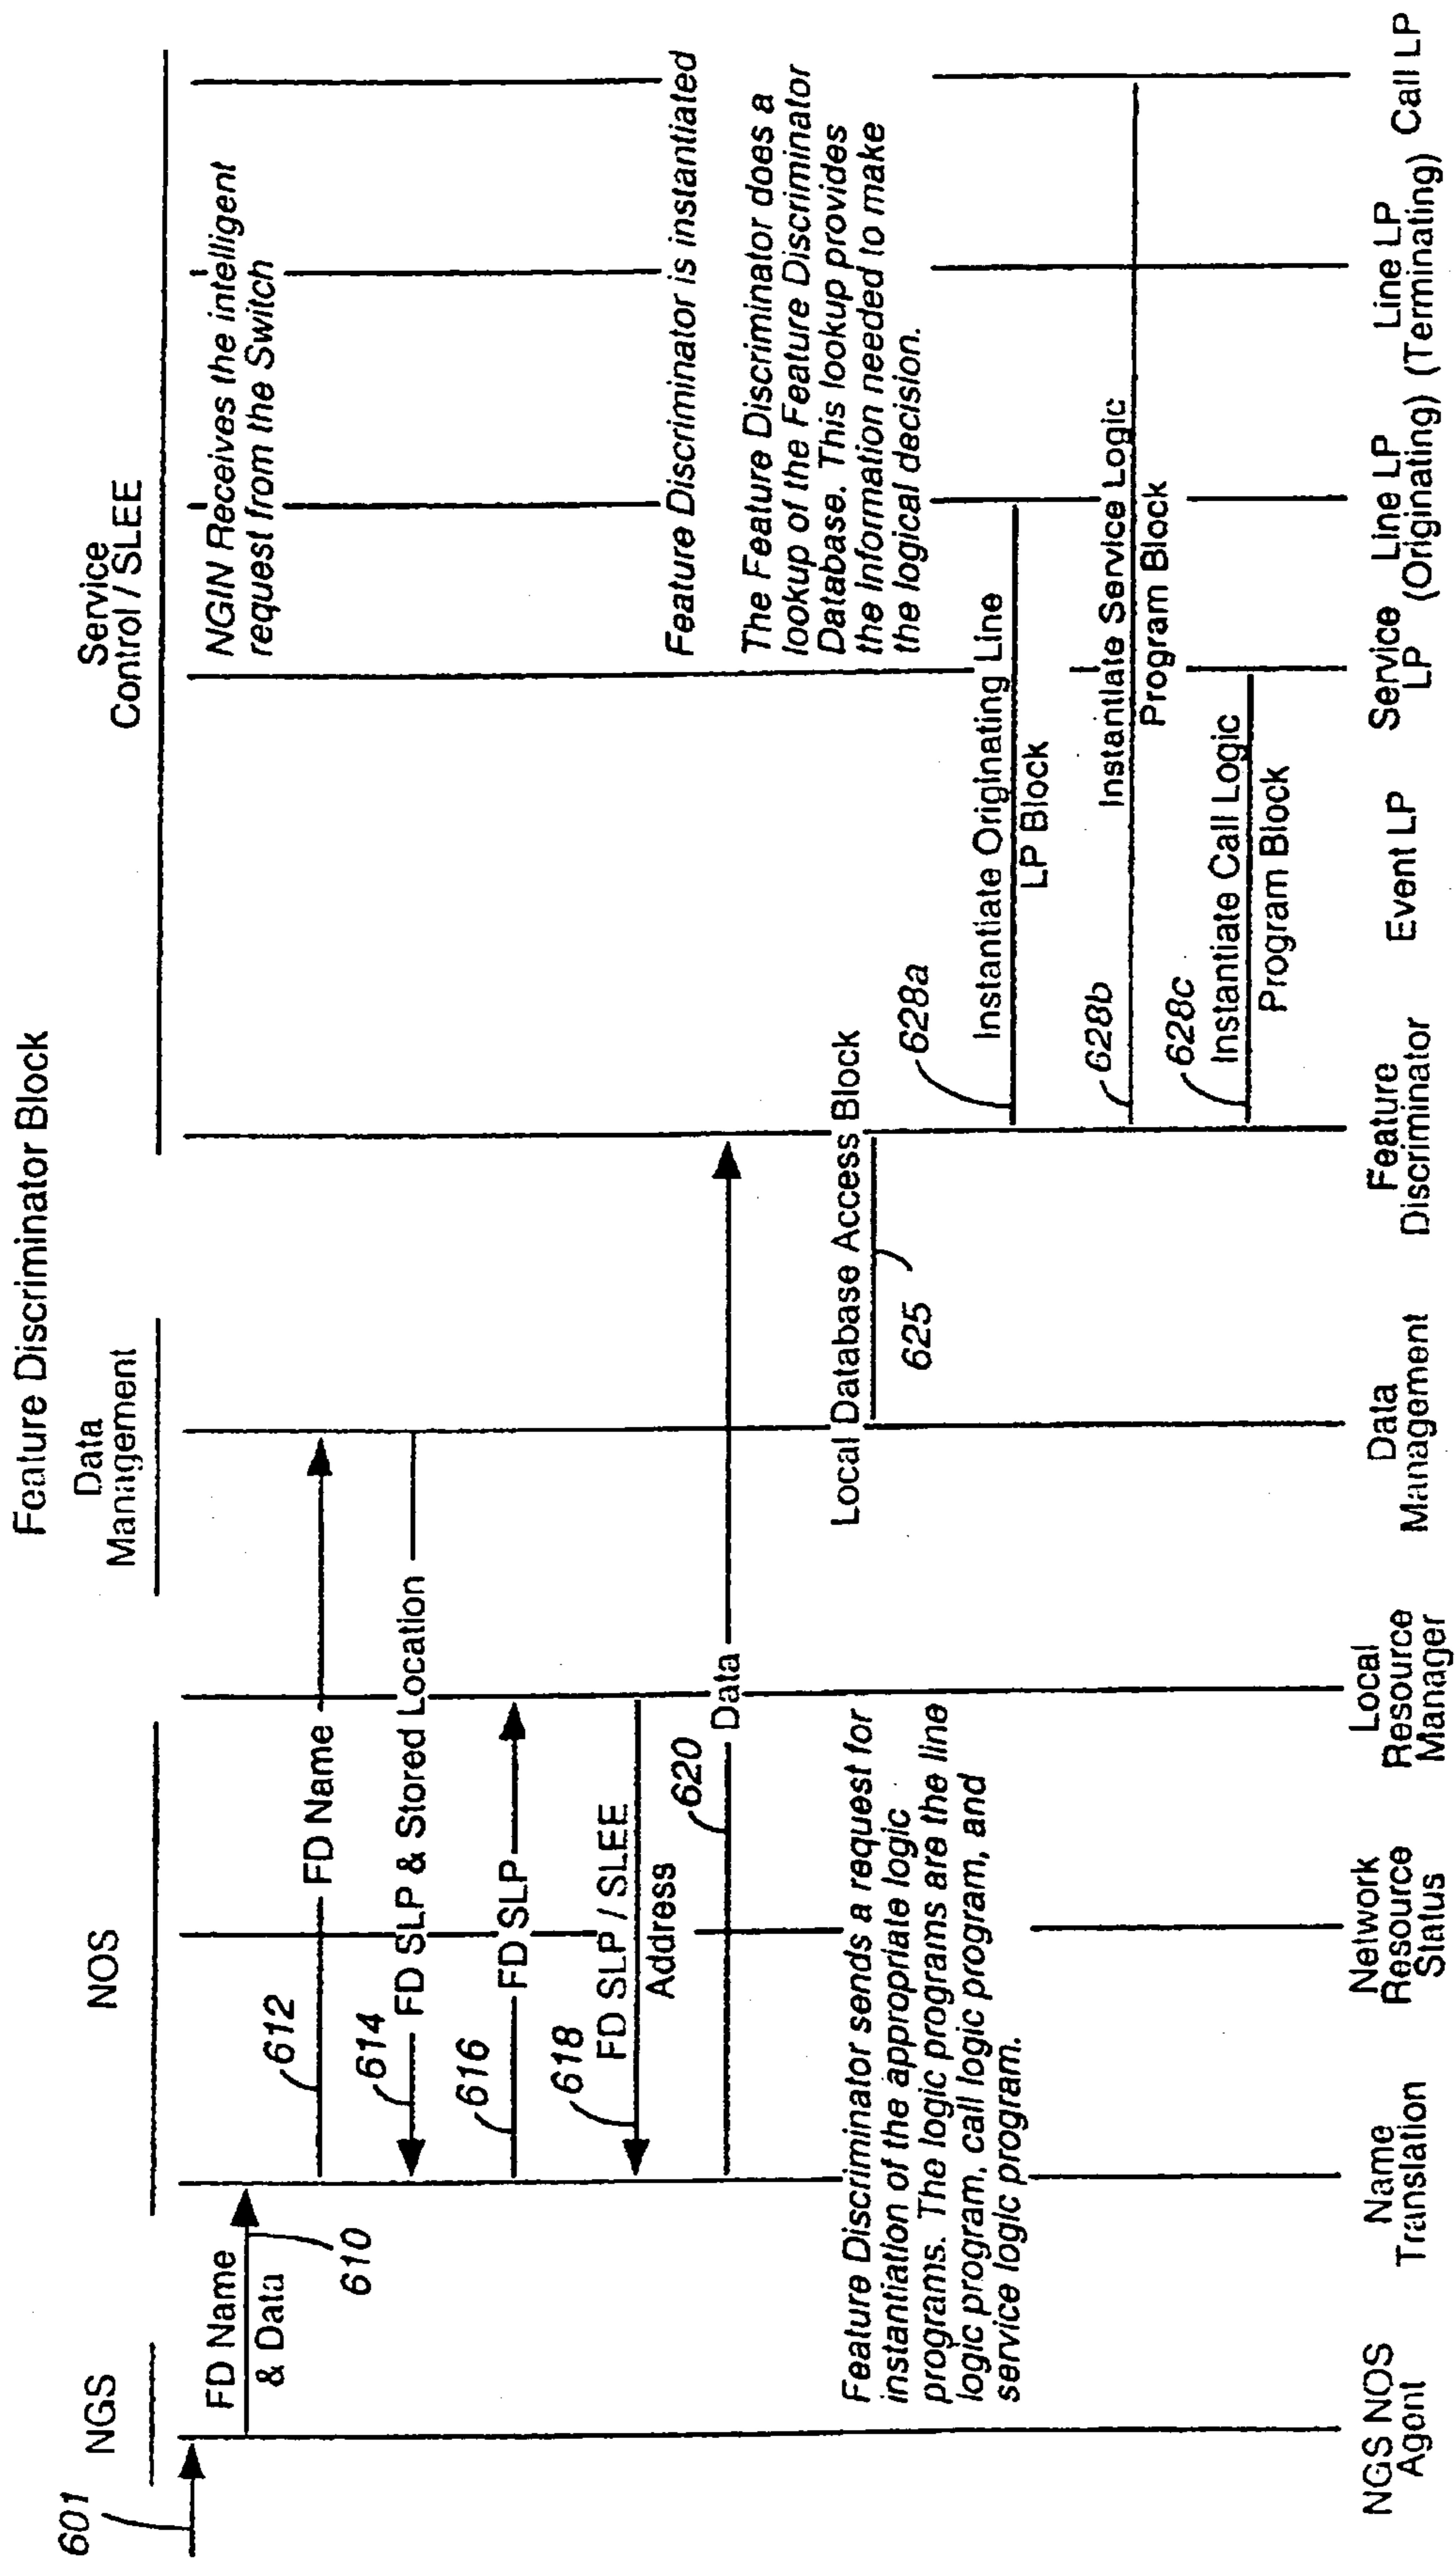 Feature Discriminator Block
NGS
NOS
Data
Management
Service
Control / SLEE
601
FD Name
& Data
610
612
FD Name
614
FD SLP & Stored Location
616
FD SLP
618
FD SLP / SLEE
Address
620
Data
NGIN Receives the intelligent
request from the Switch
Feature Discriminator is instantiated
The Feature Discriminator does a
lookup of the Feature Discriminator
Database. This lookup provides
the Information needed to make
the logical decision.
Local Database Access Block
625
Feature Discriminator sends a request for
instantiation of the appropriate logic
programs. The logic programs are the line
logic program, call logic program, and
service logic program.
628a
Instantiate Originating Line
LP Block
628b
Instantiate Service Logic
Program Block
628c
Instantiate Call Logic
Program Block
NGS NOS
Agont
Name
Translation
Network
Resource
Status
Local
Resource
Manager
Data
Management
Feature
Discriminator
Event LP
Service
LP
Line LP
(Originating)
Line LP
(Terminating)
Call LP